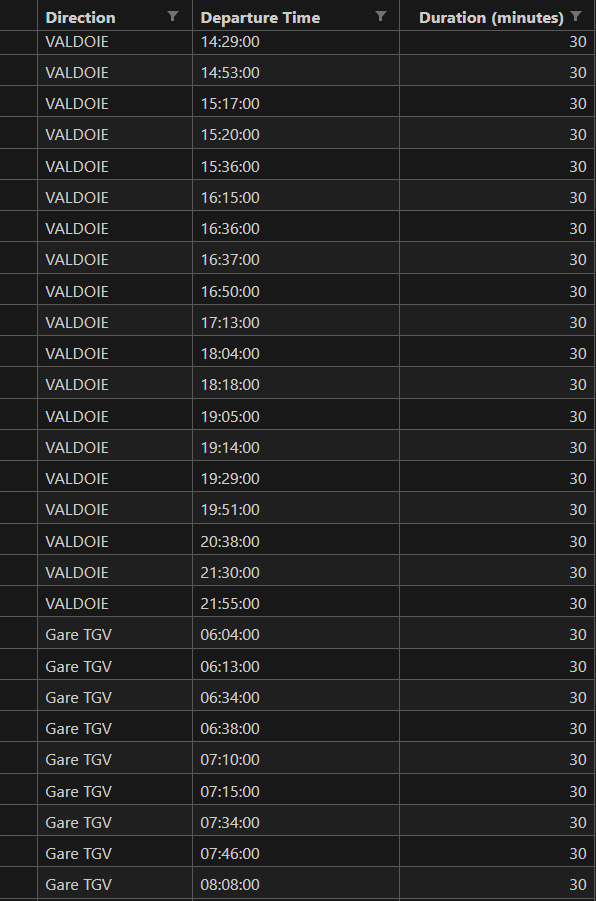 Direction Departure Time Duration (minutes)
VALDOIE 14:29:00 30
VALDOIE 14:53:00 30
VALDOIE 15:17:00 30
VALDOIE 15:20:00 30
VALDOIE 15:36:00 30
VALDOIE 16:15:00 30
VALDOIE 16:36:00 30
VALDOIE 16:37:00 30
VALDOIE 16:50:00 30
VALDOIE 17:13:00 30
VALDOIE 18:04:00 30
VALDOIE 18:18:00 30
VALDOIE 19:05:00 30
VALDOIE 19:14:00 30
VALDOIE 19:29:00 30
VALDOIE 19:51:00 30
VALDOIE 20:38:00 30
VALDOIE 21:30:00 30
VALDOIE 21:55:00 30
Gare TGV 06:04:00 30
Gare TGV 06:13:00 30
Gare TGV 06:34:00 30
Gare TGV 06:38:00 30
Gare TGV 07:10:00 30
Gare TGV 07:15:00 30
Gare TGV 07:34:00 30
Gare TGV 07:46:00 30
Gare TGV 08:08:00 30